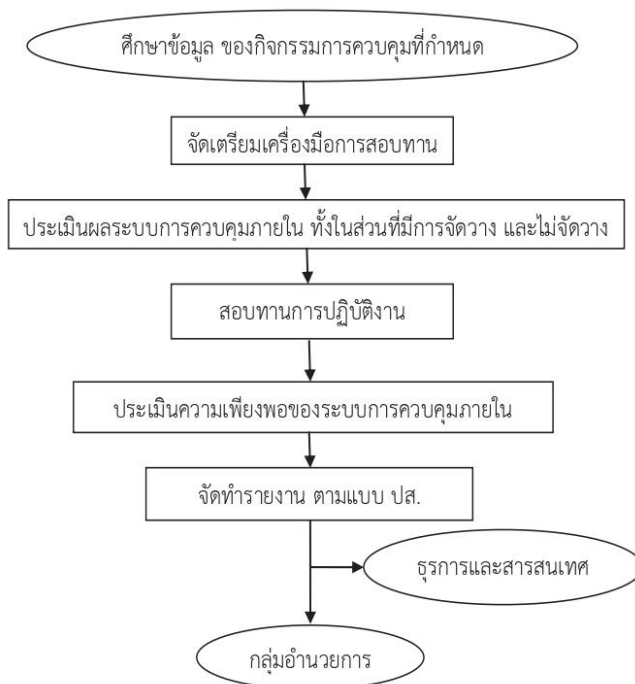 ศึกษาข้อมูล ของกิจกรรมการควบคุมที่กำหนด
จัดเตรียมเครื่องมือการสอบทาน
ประเมินผลระบบการควบคุมภายใน ทั้งในส่วนที่มีการจัดวาง และไม่จัดวาง
สอบทานการปฏิบัติงาน
ประเมินความเพียงพอของระบบการควบคุมภายใน
จัดทำรายงาน ตามแบบ ปส.
ธุรการและสารสนเทศ
กลุ่มอำนวยการ